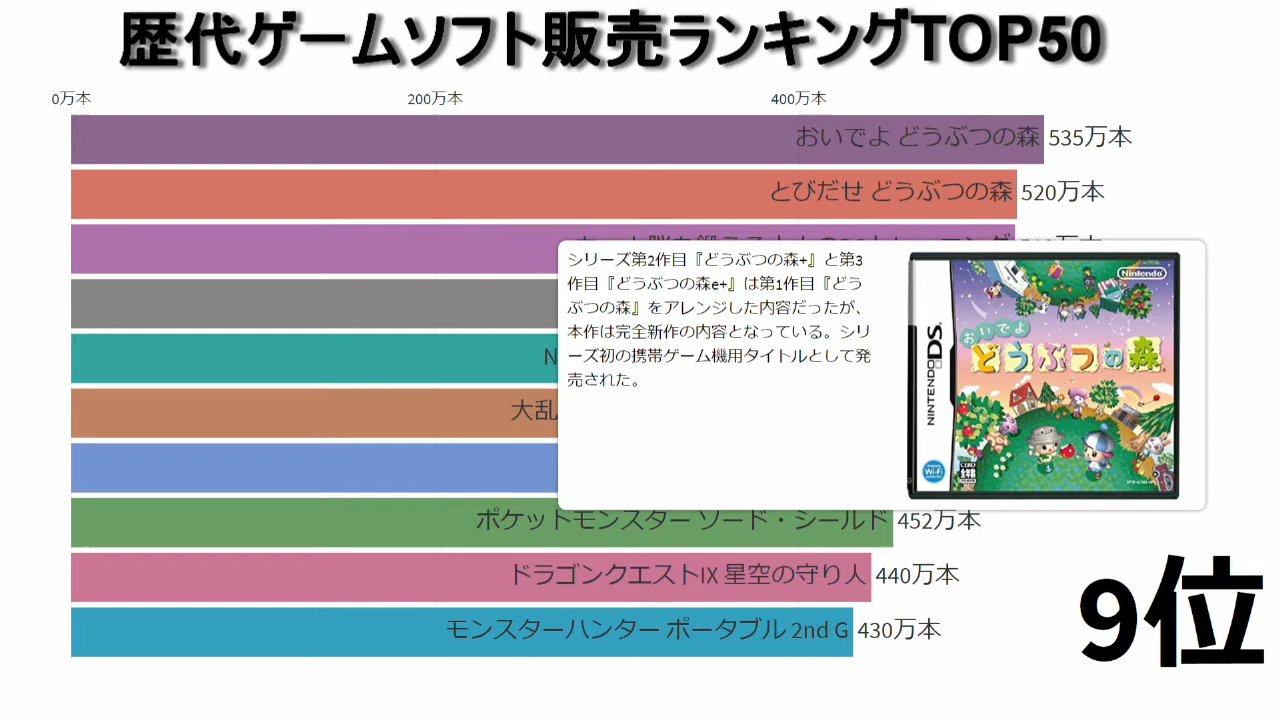 歴代ゲームソフト販売ランキングTOP50
0万本
200万本
400万本
おいでよ どうぶつの森 535万本
とびだせ どうぶつの森 520万本
シリーズ第2作目『どうぶつの森+』と第3
作目『どうぶつの森e+』は第1作目『どう
ぶつの森』をアレンジした内容だったが、
本作は完全新作の内容となっている。シリ
ーズ初の携帯ゲーム機用タイトルとして発
売された。
Nintendo
NINTENDO DS
おいでよ
どうぶつの森
Nintendo
Wi-Fi
N
大乱
ポケットモンスター ソード・シールド 452万本
ドラゴンクエストIX 星空の守り人 440万本
モンスターハンター ポータブル 2nd G 430万本
9位